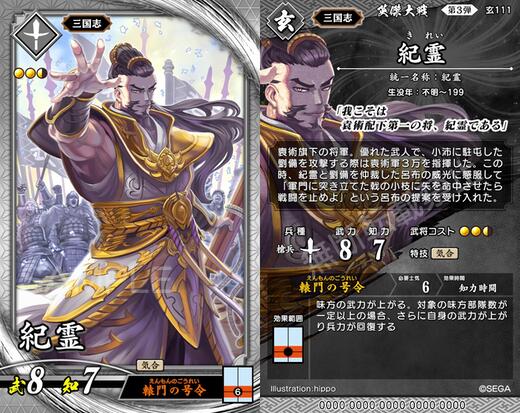 三国志
紀霊
気合
武8 知7
えんもんのごうれい
轅門の号令
6
玄
三国志
英傑大戦
第3弾
玄111
きれい
紀霊
統一名称：紀霊
生没年：不明～199
「我こそは
袁術配下第一の将、紀霊である」
袁術旗下の将軍。優れた武人で、小沛に駐屯した
劉備を攻撃する際は袁術軍3万を指揮した。この
時、紀霊と劉備を仲裁した呂布の威光に感服して
「軍門に突き立てた戟の小枝に矢を命中させたら
戦闘を止めよ」という呂布の提案を受け入れた。
兵種 武力 知力 武将コスト
槍兵 8 7
特技 気合
えんもんのごうれい
轅門の号令
必要士気
6
効果時間
知力時間
効果範囲
味方の武力が上がる。対象の味方部隊数が
一定以上の場合、さらに自身の武力が上が
り兵力が回復する
Illustration:hippo
©SEGA
0000-0000-0000-0000-0000-0000